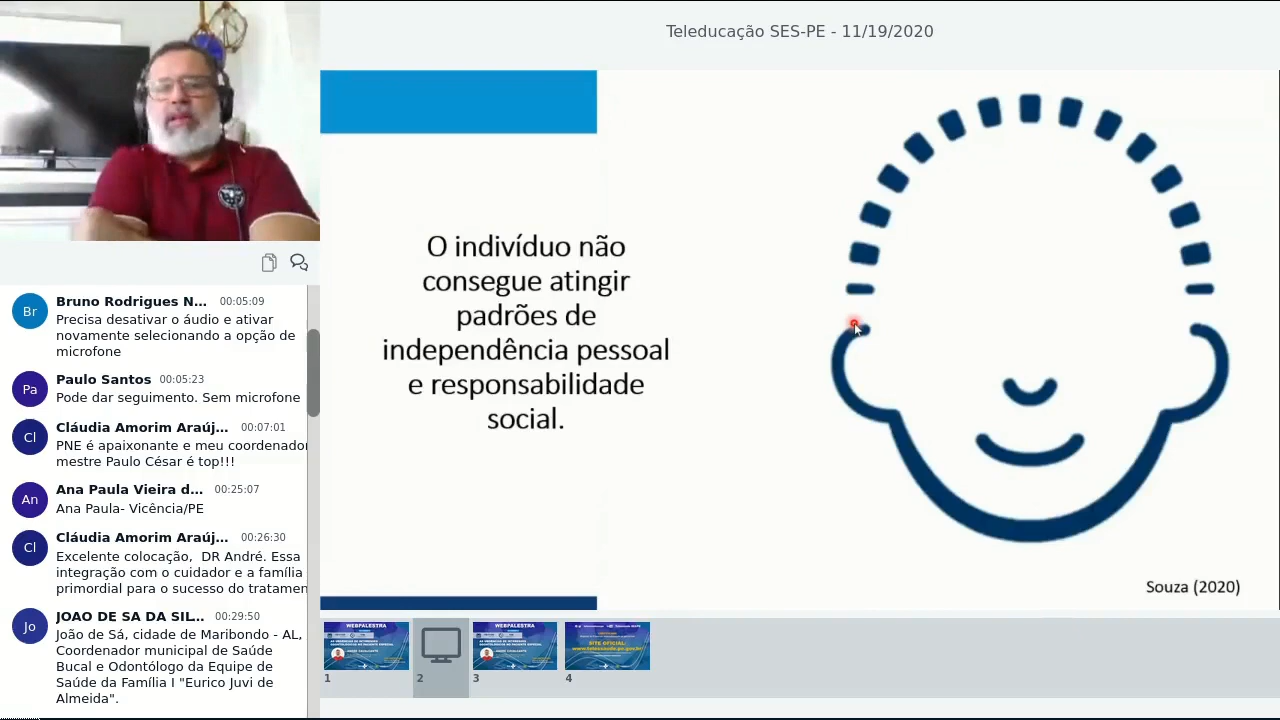 Teleducação SES-PE - 11/19/2020
O indivíduo não
consegue atingir
padrões de
independência pessoal
e responsabilidade
social.
Souza (2020)
Br
Bruno Rodrigues N... 00:05:09
Precisa desativar o áudio e ativar
novamente selecionando a opção de
microfone
Pa
Paulo Santos 00:05:23
Pode dar seguimento. Sem microfone
Cl
Cláudia Amorim Araúj... 00:07:01
PNE é apaixonante e meu coordenador
mestre Paulo César é top!!!
An
Ana Paula Vieira d... 00:25:07
Ana Paula- Vicência/PE
Cl
Cláudia Amorim Araúj... 00:26:30
Excelente colocação, DR André. Essa
integração com o cuidador e a família
primordial para o sucesso do tratamen
Jo
JOAO DE SA DA SIL... 00:29:50
João de Sá, cidade de Maribondo - AL,
Coordenador municipal de Saúde
Bucal e Odontólogo da Equipe de
Saúde da Família I "Eurico Juvi de
Almeida".
WEBPALESTRA
1
2
WEBPALESTRA
3
SITE OFICIAL:
4